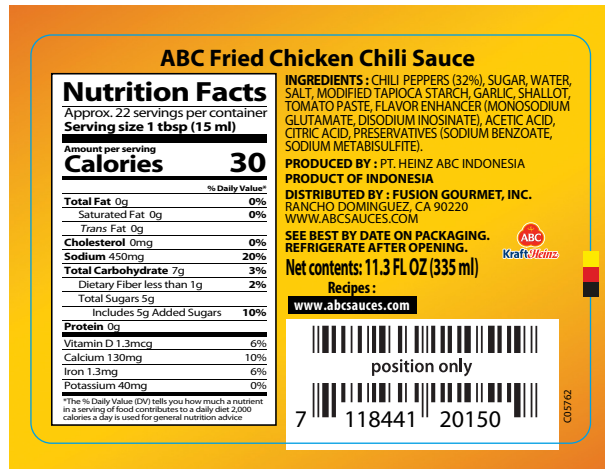 ABC Fried Chicken Chili Sauce
Nutrition Facts
Approx. 22 servings per container
Serving size 1 tbsp (15 ml)
Amount per serving
Calories 30
% Daily Value*
Total Fat 0g 0%
Saturated Fat 0g 0%
Trans Fat 0g
Cholesterol 0mg 0%
Sodium 450mg 20%
Total Carbohydrate 7g 3%
Dietary Fiber less than 1g 2%
Total Sugars 5g
Includes 5g Added Sugars 10%
Protein 0g
Vitamin D 1.3mcg 6%
Calcium 130mg 10%
Iron 1.3mg 6%
Potassium 40mg 0%
*The % Daily Value (DV) tells you how much a nutrient
in a serving of food contributes to a daily diet 2,000
calories a day is used for general nutrition advice
INGREDIENTS : CHILI PEPPERS (32%), SUGAR, WATER,
SALT, MODIFIED TAPIOCA STARCH, GARLIC, SHALLOT,
TOMATO PASTE, FLAVOR ENHANCER (MONOSODIUM
GLUTAMATE, DISODIUM INOSINATE), ACETIC ACID,
CITRIC ACID, PRESERVATIVES (SODIUM BENZOATE,
SODIUM METABISULFITE).
PRODUCED BY : PT. HEINZ ABC INDONESIA
PRODUCT OF INDONESIA
DISTRIBUTED BY : FUSION GOURMET, INC.
RANCHO DOMINGUEZ, CA 90220
WWW.ABCSAUCES.COM
SEE BEST BY DATE ON PACKAGING.
REFRIGERATE AFTER OPENING.
ABC
KraftHeinz
Net contents: 11.3 FL OZ (335 ml)
Recipes :
www.abcsauces.com
position only
7 118441 20150
C05762